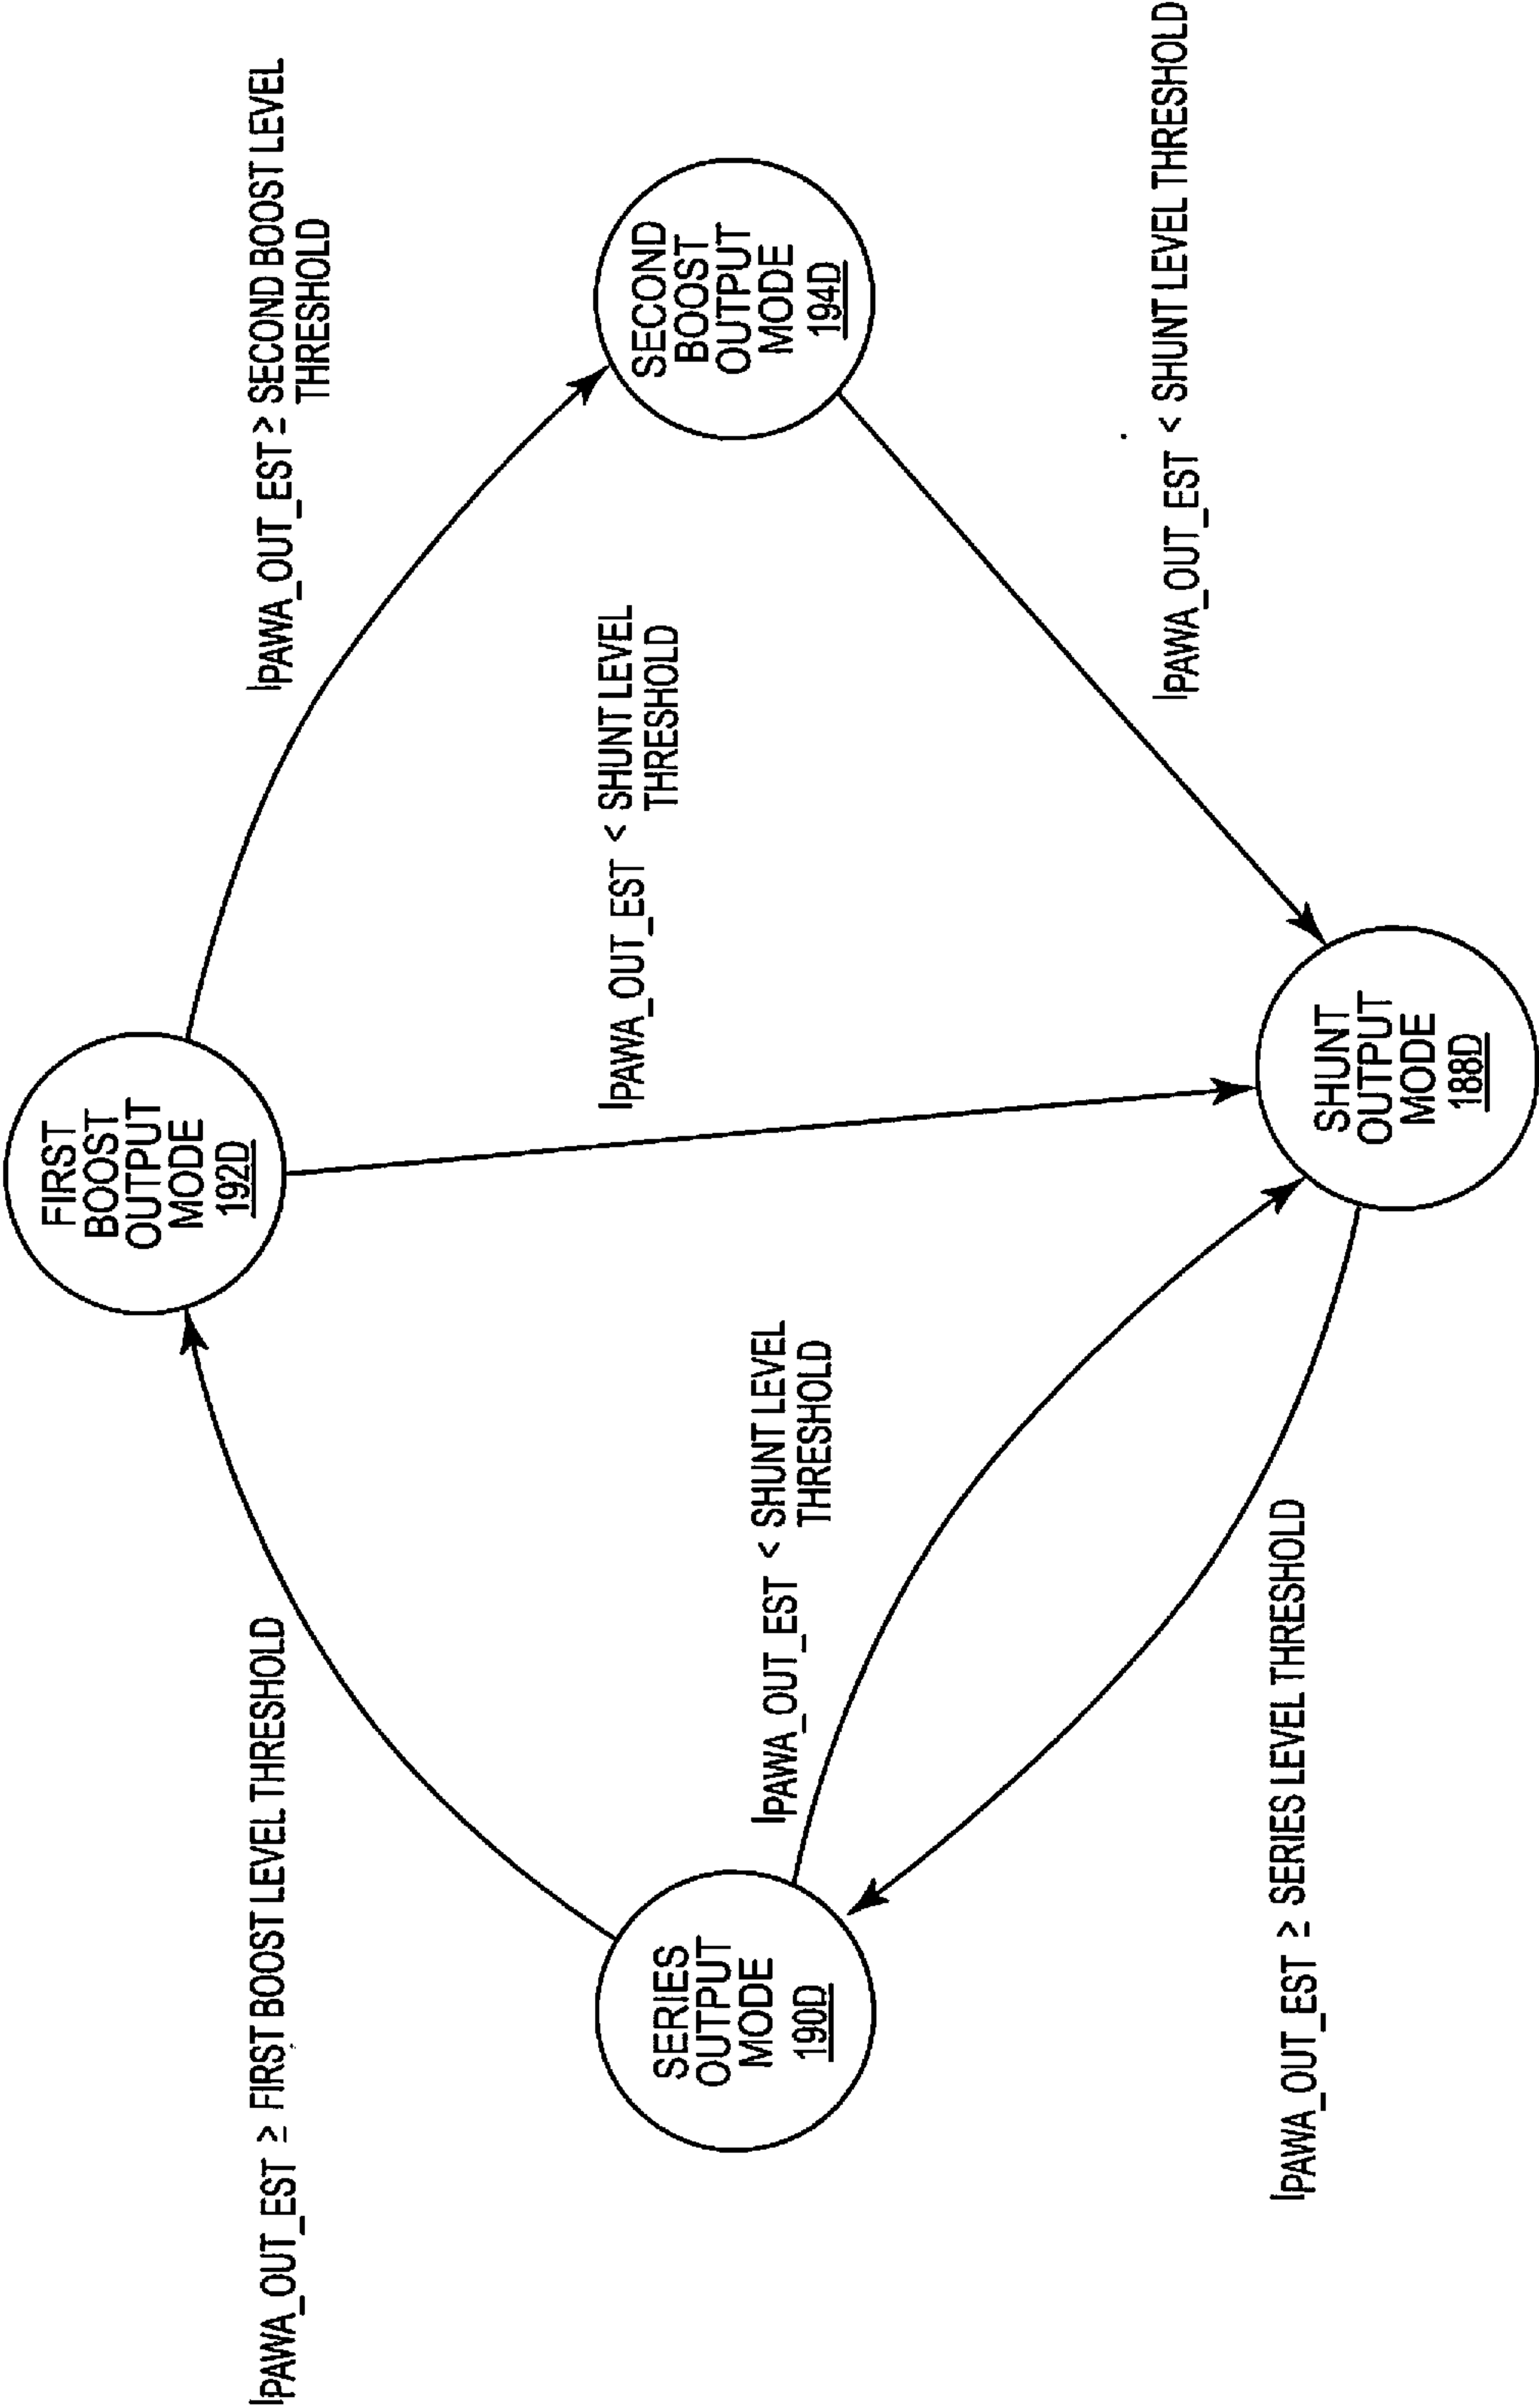 IPAWA_OUT_EST ≥ FIRST BOOST LEVEL THRESHOLD
FIRST
BOOST
OUTPUT
MODE
192D
IPAWA_OUT_EST ≥ SECOND BOOST LEVEL
THRESHOLD
IPAWA_OUT_EST < SHUNT LEVEL
THRESHOLD
SERIES
OUTPUT
MODE
190D
IPAWA_OUT_EST < SHUNT LEVEL
THRESHOLD
SECOND
BOOST
OUTPUT
MODE
194D
IPAWA_OUT_EST ≥ SERIES LEVEL THRESHOLD
SHUNT
OUTPUT
MODE
188D
IPAWA_OUT_EST < SHUNT LEVEL THRESHOLD